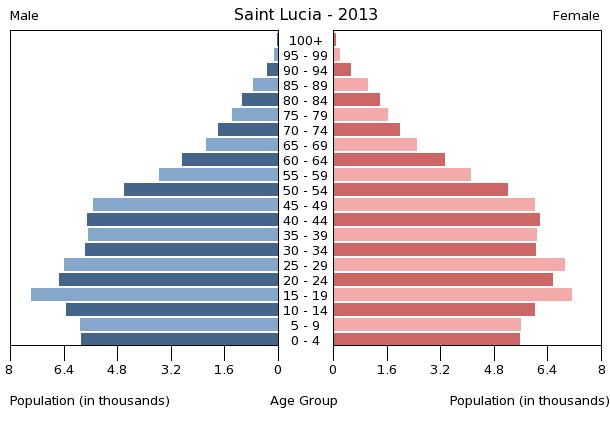 Saint Lucia - 2013
Male
Female
100+
95 - 99
90 - 94
85 - 89
80 - 84
75 - 79
70 - 74
65 - 69
60 - 64
55 - 59
50 - 54
45 - 49
40 - 44
35 - 39
30 - 34
25 - 29
20 - 24
15 - 19
10 - 14
5 - 9
0 - 4
8 6.4 4.8 3.2 1.6 0 0 1.6 3.2 4.8 6.4 8
Population (in thousands) Age Group Population (in thousands)